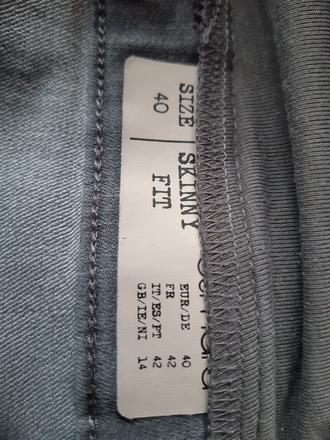 SIZE
40
SKINNY
FIT
EUR/DE 40
FR 42
IT/ES/PT 42
GB/IE/NI 14